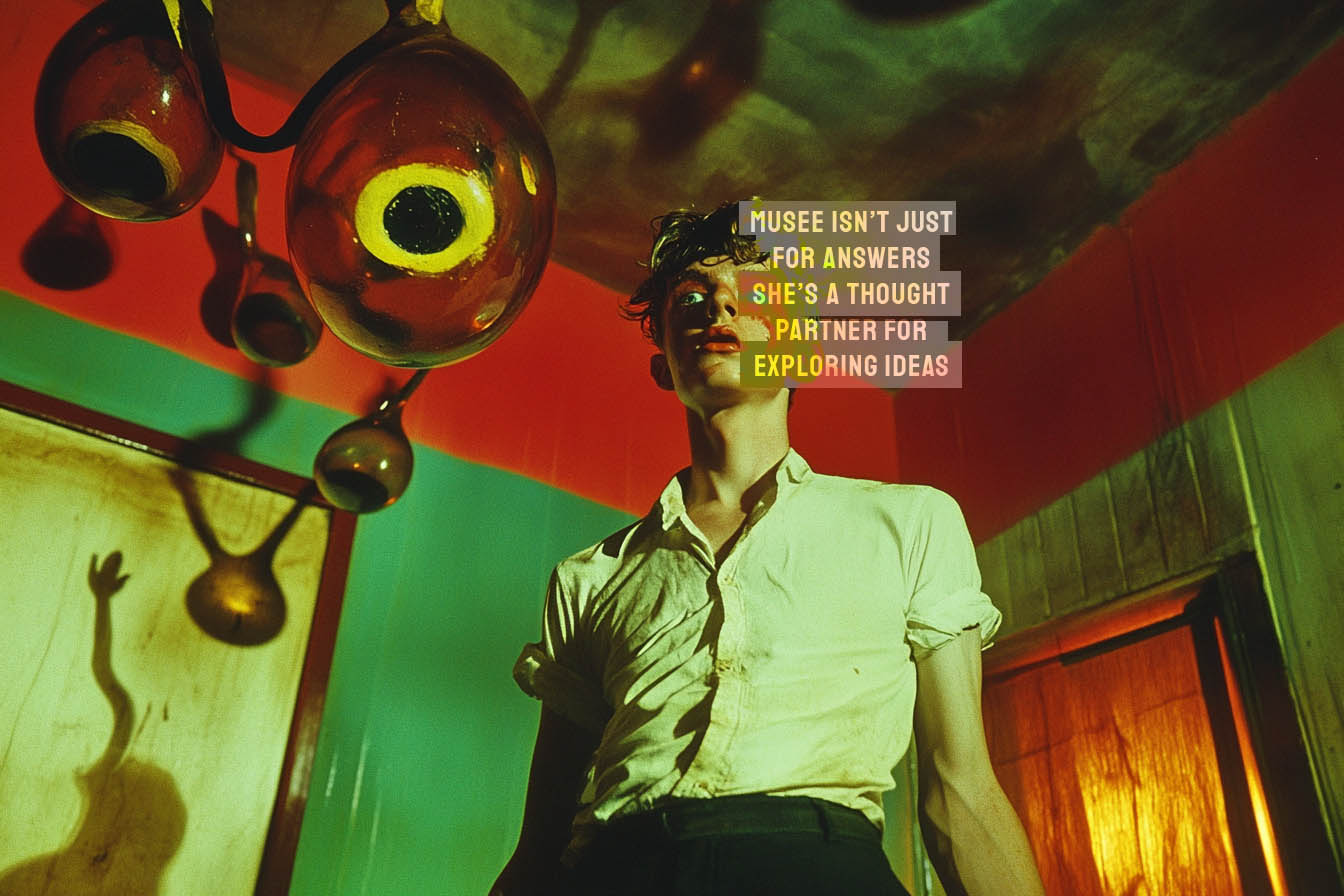 MUSEE ISN'T JUST
FOR ANSWERS
SHE'S A THOUGHT
PARTNER FOR
EXPLORING IDEAS